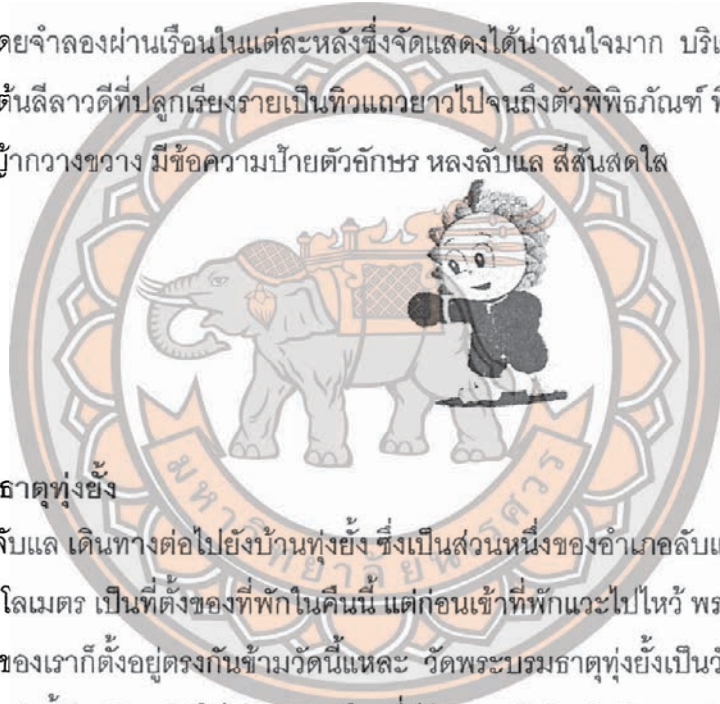 ดยจำลองผ่านเรือนในแต่ละหลังซึ่งจัดแสดงได้น่าสนใจมาก บริเ
ต้นลีลาวดีที่ปลูกเรียงรายเป็นทิวแถวยาวไปจนถึงตัวพิพิธภัณฑ์
ญ้ากวางขวาง มีข้อความป้ายตัวอักษร หลงลับแล สีสันสดใส
มหาวิทยาลัยนเรศวร
ธาตุทุ่งยั้ง
ลับแล เดินทางต่อไปยังบ้านทุ่งยั้ง ซึ่งเป็นส่วนหนึ่งของอำเภอลับแ
โลเมตร เป็นที่ตั้งของที่พักในคืนนี้ แต่ก่อนเข้าที่พักแวะไปไหว้ พร
ของเราก็ตั้งอยู่ตรงกันข้ามวัดนี้แหละ วัดพระบรมธาตุทุ่งยั้งเป็นวั